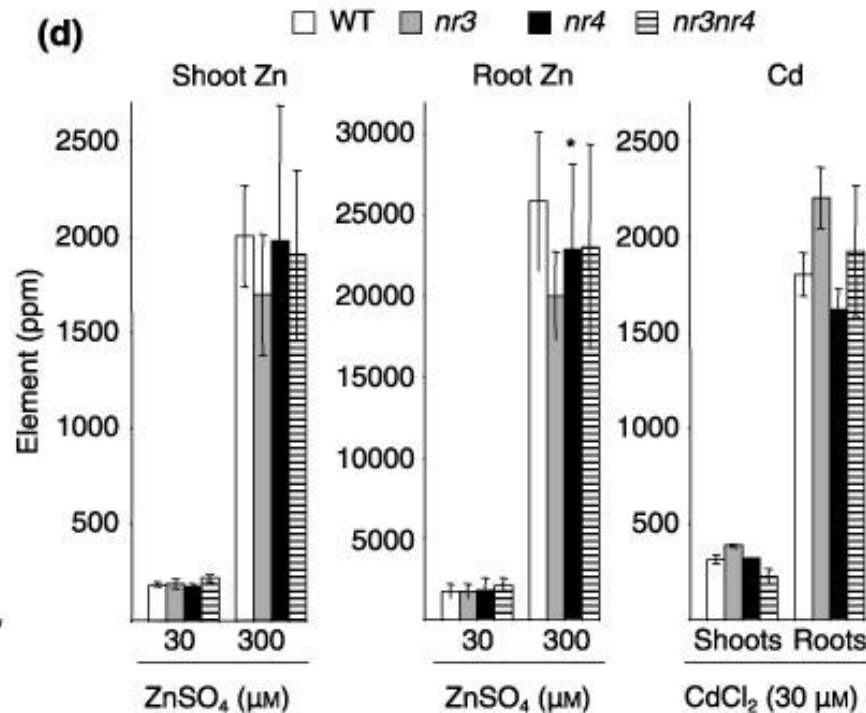 (d)
WT nr3 nr4 nr3nr4
Shoot Zn Root Zn Cd
Element (ppm)
2500
2000
1500
1000
500
30000
25000
20000
15000
10000
5000
*
2500
2000
1500
1000
500
30 300 30 300 Shoots Roots
ZnSO₄ (μM) ZnSO₄ (μM) CdCl₂ (30 μM)